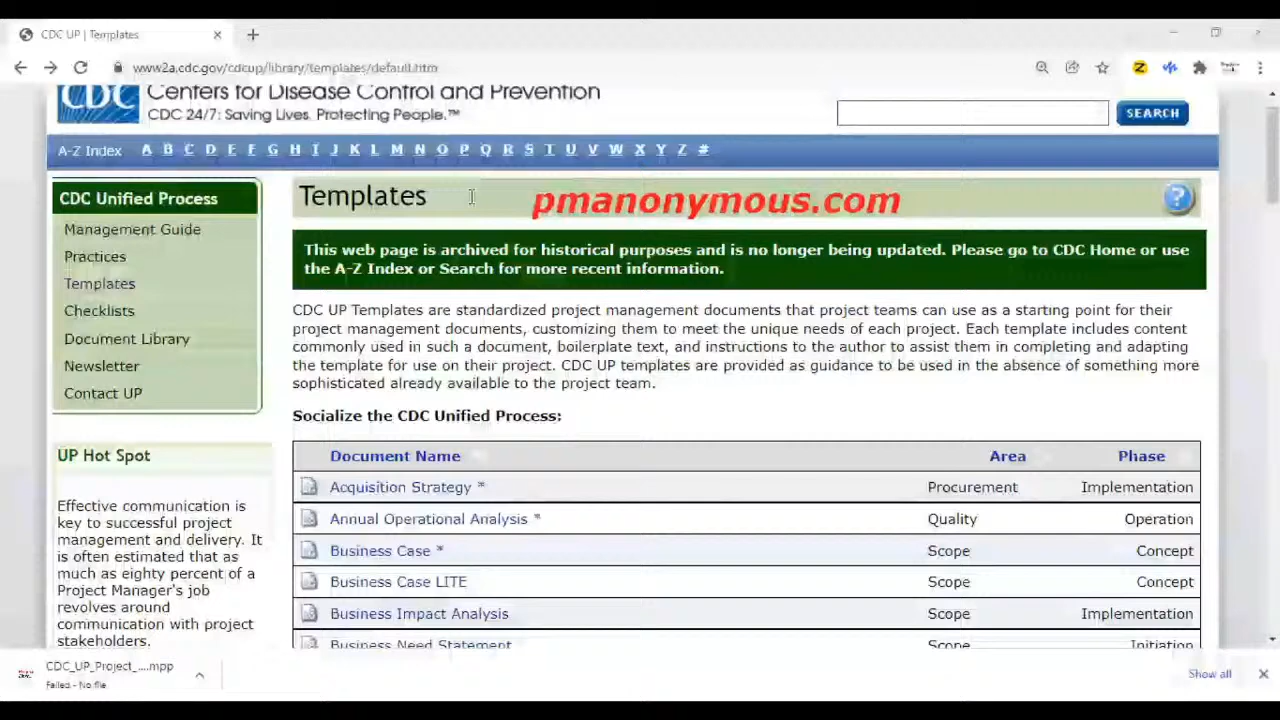 CDC UP | Templates
www2a.cdc.gov/cdcup/library/templates/default.htm
CDC
Centers for Disease Control and Prevention
CDC 24/7: Saving Lives. Protecting People.™
SEARCH
A-Z Index A B C D E F G H I J K L M N O P Q R S T U V W X Y Z #
CDC Unified Process
Management Guide
Practices
Templates
Checklists
Document Library
Newsletter
Contact UP
UP Hot Spot
Effective communication is
key to successful project
management and delivery. It
is often estimated that as
much as eighty percent of a
Project Manager's job
revolves around
communication with project
stakeholders.
Templates
pmanonymous.com
?
This web page is archived for historical purposes and is no longer being updated. Please go to CDC Home or use
the A-Z Index or Search for more recent information.
CDC UP Templates are standardized project management documents that project teams can use as a starting point for their
project management documents, customizing them to meet the unique needs of each project. Each template includes content
commonly used in such a document, boilerplate text, and instructions to the author to assist them in completing and adapting
the template for use on their project. CDC UP templates are provided as guidance to be used in the absence of something more
sophisticated already available to the project team.
Socialize the CDC Unified Process:
Document Name Area Phase
Acquisition Strategy * Procurement Implementation
Annual Operational Analysis * Quality Operation
Business Case * Scope Concept
Business Case LITE Scope Concept
Business Impact Analysis Scope Implementation
Business Need Statement Scope Initiation
CDC_UP_Project_....mpp
Failed - No file
Show all